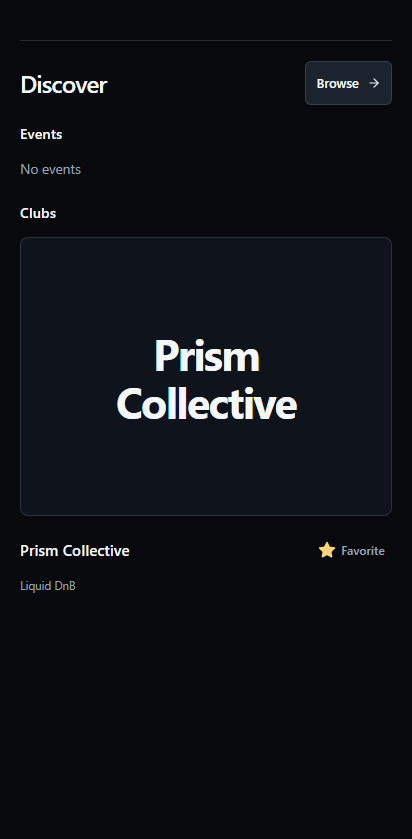 Discover
Browse
Events
No events
Clubs
Prism
Collective
Prism Collective
Favorite
Liquid DnB